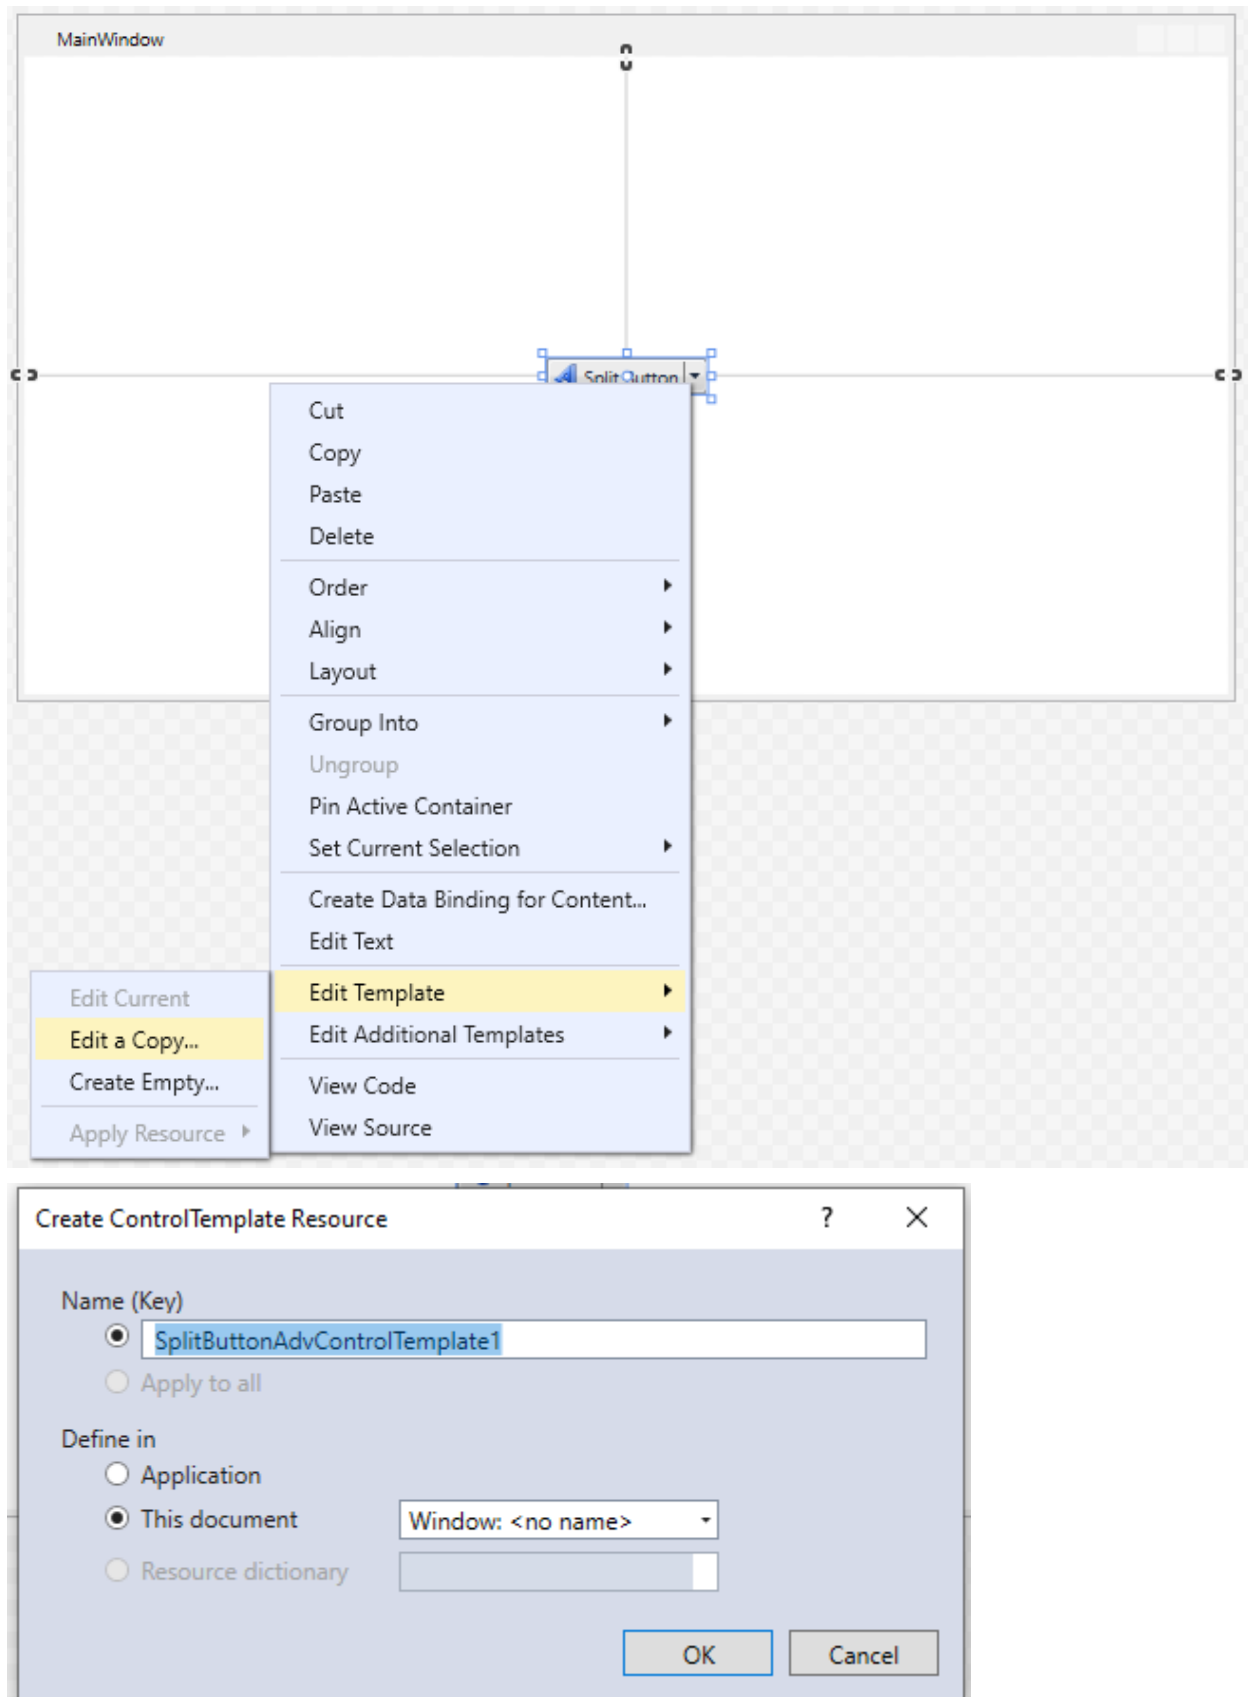 MainWindow
Split Button
Cut
Copy
Paste
Delete
Order
Align
Layout
Group Into
Ungroup
Pin Active Container
Set Current Selection
Create Data Binding for Content...
Edit Text
Edit Template
Edit Additional Templates
View Code
View Source
Edit Current
Edit a Copy...
Create Empty...
Apply Resource
Create ControlTemplate Resource
?
Name (Key)
SplitButtonAdvControlTemplate1
Apply to all
Define in
Application
This document
Window: <no name>
Resource dictionary
OK
Cancel